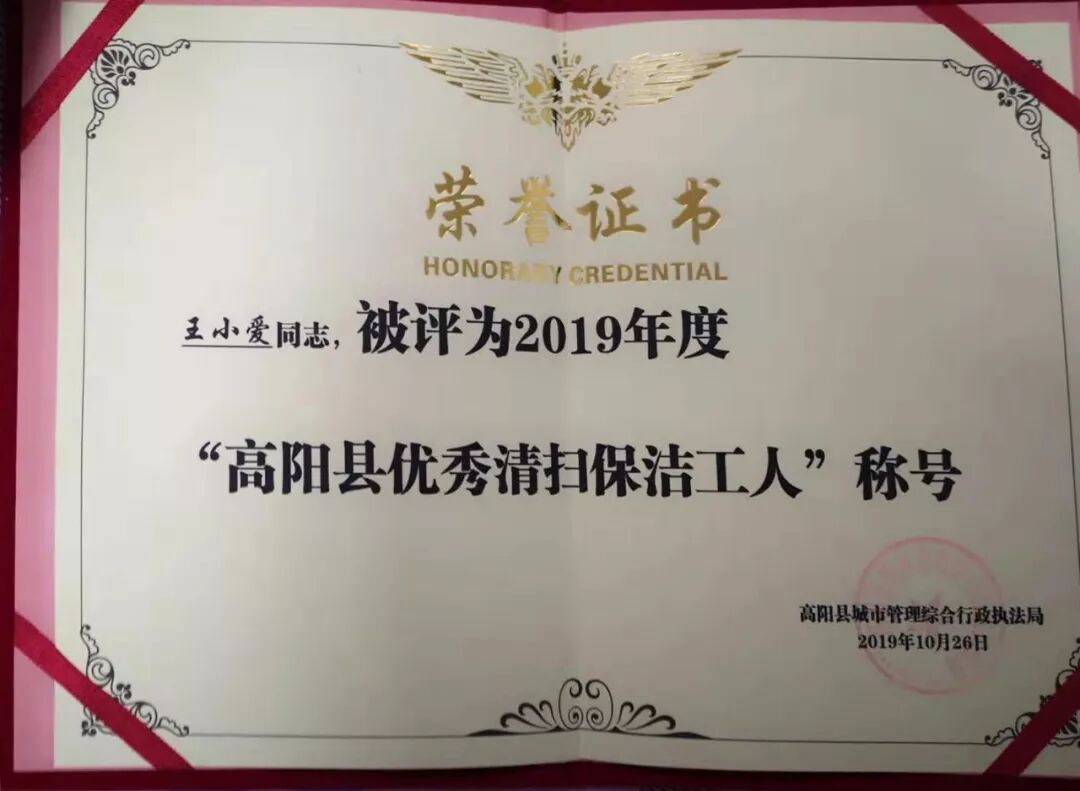 荣誉证书
HONORARY CREDENTIAL
王小爱同志，被评为2019年度
“高阳县优秀清扫保洁工人”称号
高阳县城市管理综合行政执法局
2019年10月26日